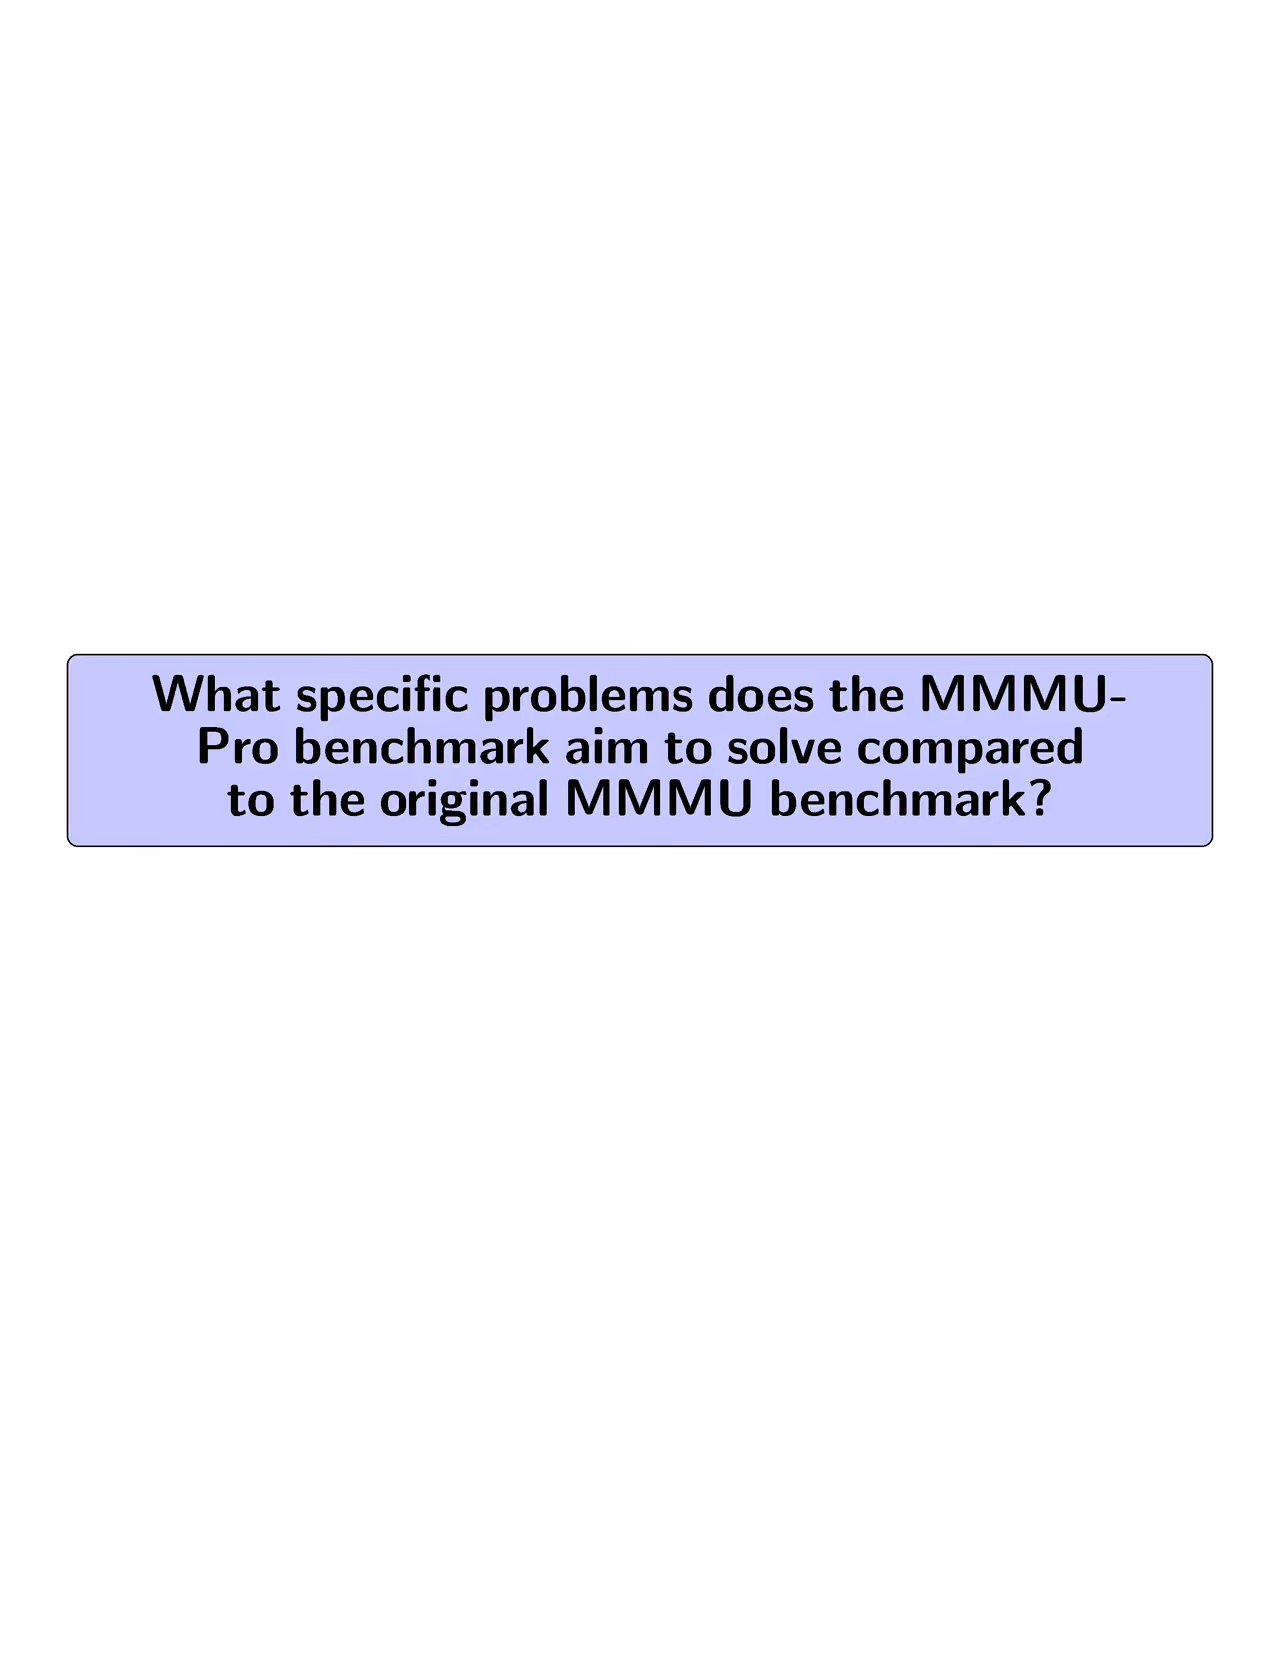 What specific problems does the MMMU-
Pro benchmark aim to solve compared
to the original MMMU benchmark?